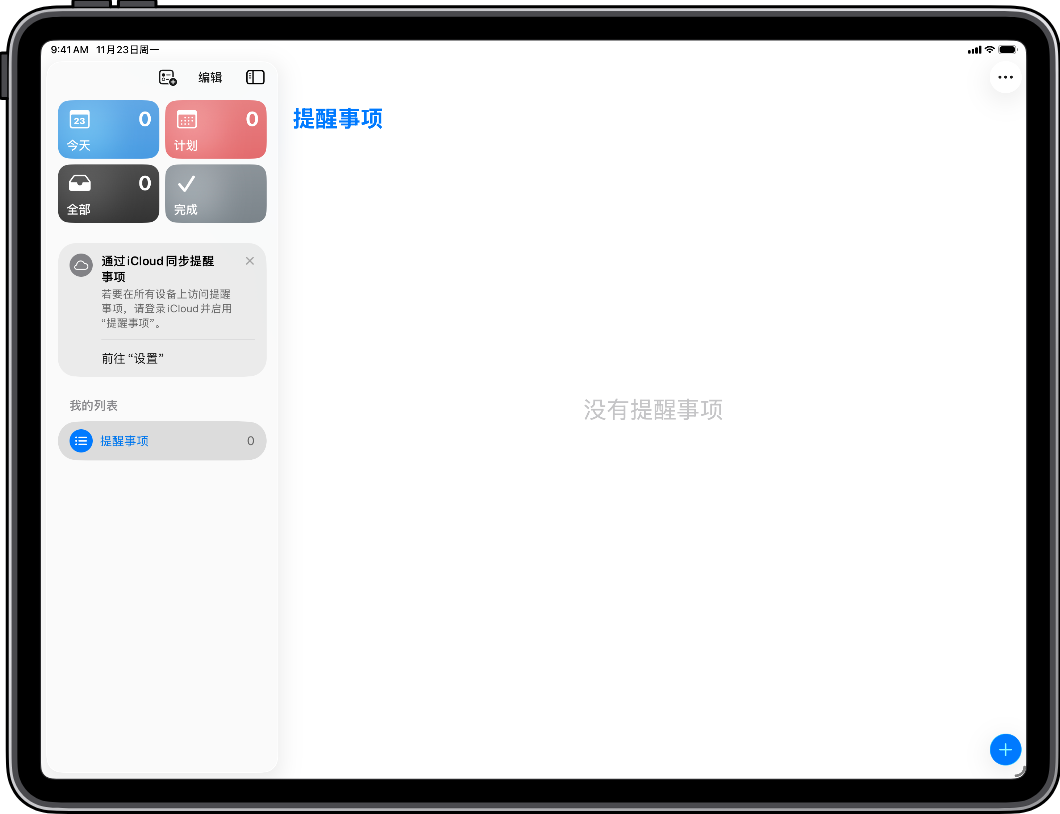 9:41 AM 11月23日周一
编辑
23 0
今天
0
计划
0
全部
完成
通过 iCloud 同步提醒
事项
若要在所有设备上访问提醒
事项，请登录 iCloud 并启用
“提醒事项”。
前往 “设置”
我的列表
提醒事项 0
提醒事项
没有提醒事项